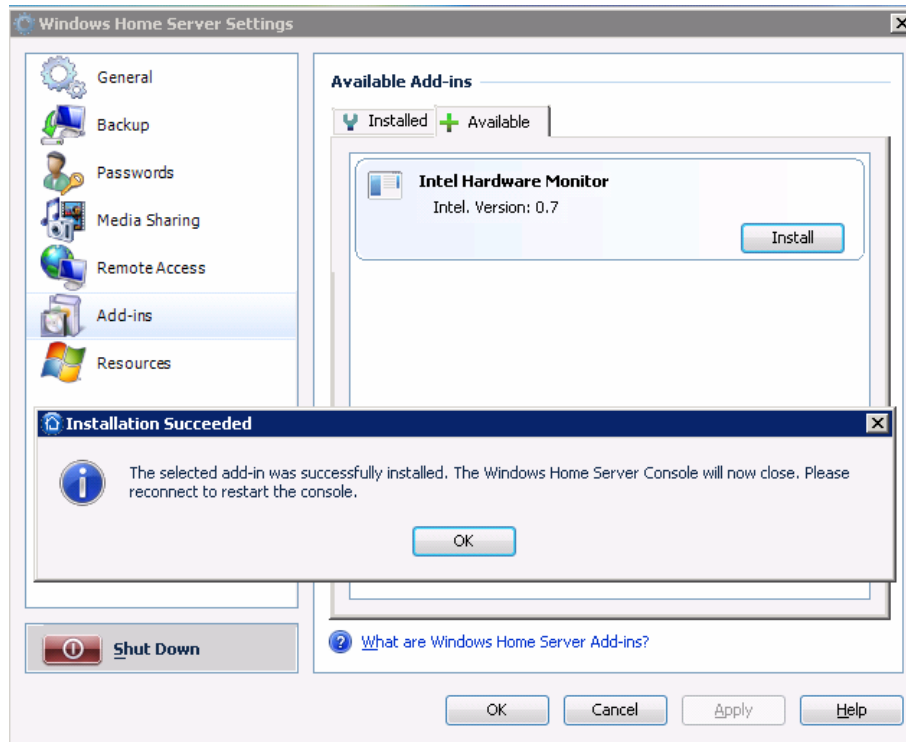 Windows Home Server Settings
General
Backup
Passwords
Media Sharing
Remote Access
Add-ins
Resources
Shut Down
Available Add-ins
Installed
Available
Intel Hardware Monitor
Intel. Version: 0.7
Install
Installation Succeeded
The selected add-in was successfully installed. The Windows Home Server Console will now close. Please
reconnect to restart the console.
OK
What are Windows Home Server Add-ins?
OK
Cancel
Apply
Help